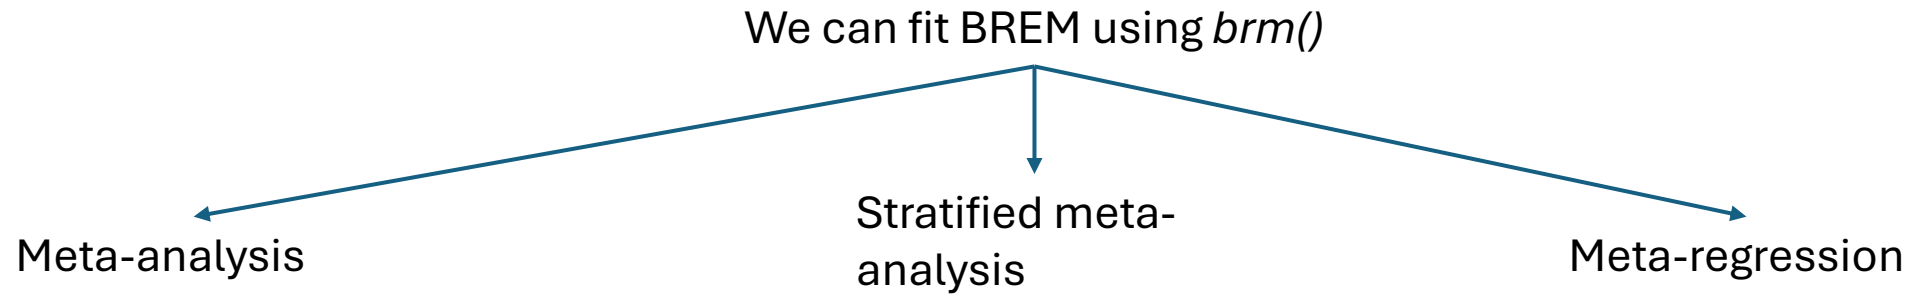 We can fit BREM using brm()
Meta-analysis
Stratified meta-
analysis
Meta-regression